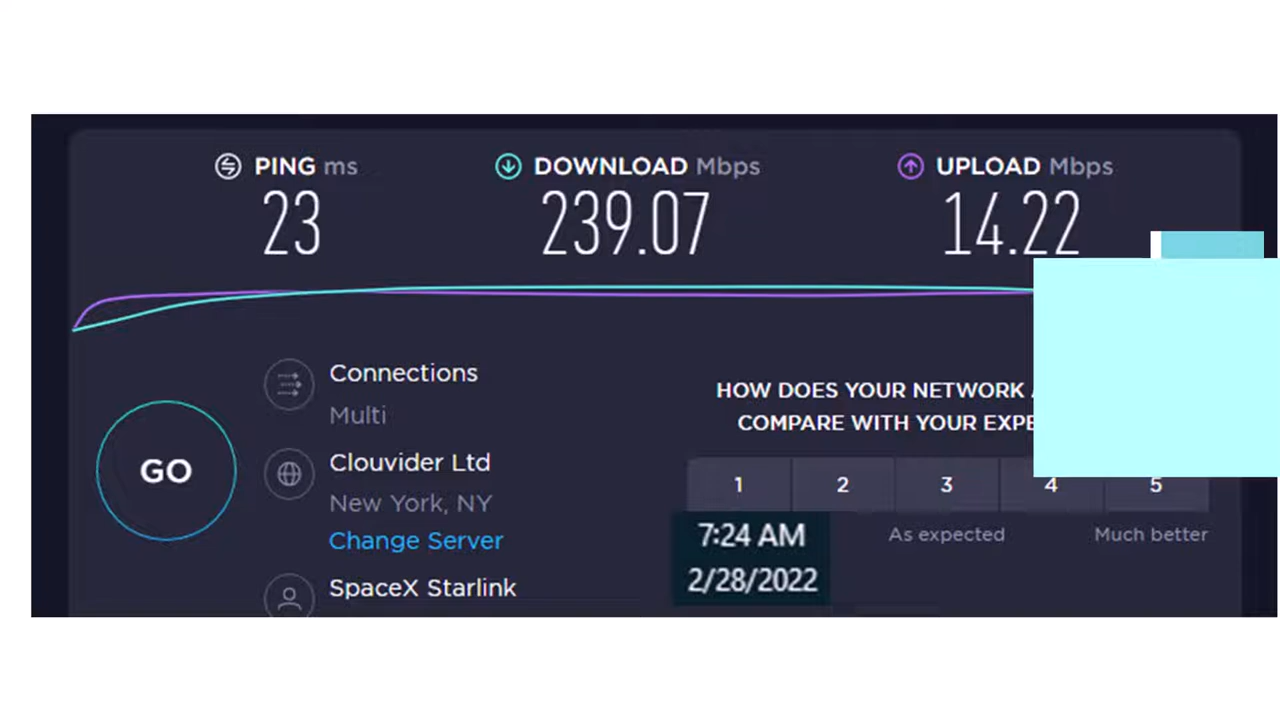 PING ms
23
DOWNLOAD Mbps
239.07
UPLOAD Mbps
14.22
Connections
Multi
Clouvider Ltd
New York, NY
Change Server
SpaceX Starlink
GO
HOW DOES YOUR NETWORK
COMPARE WITH YOUR
1 2 3 4 5
As expected Much better
7:24 AM
2/28/2022